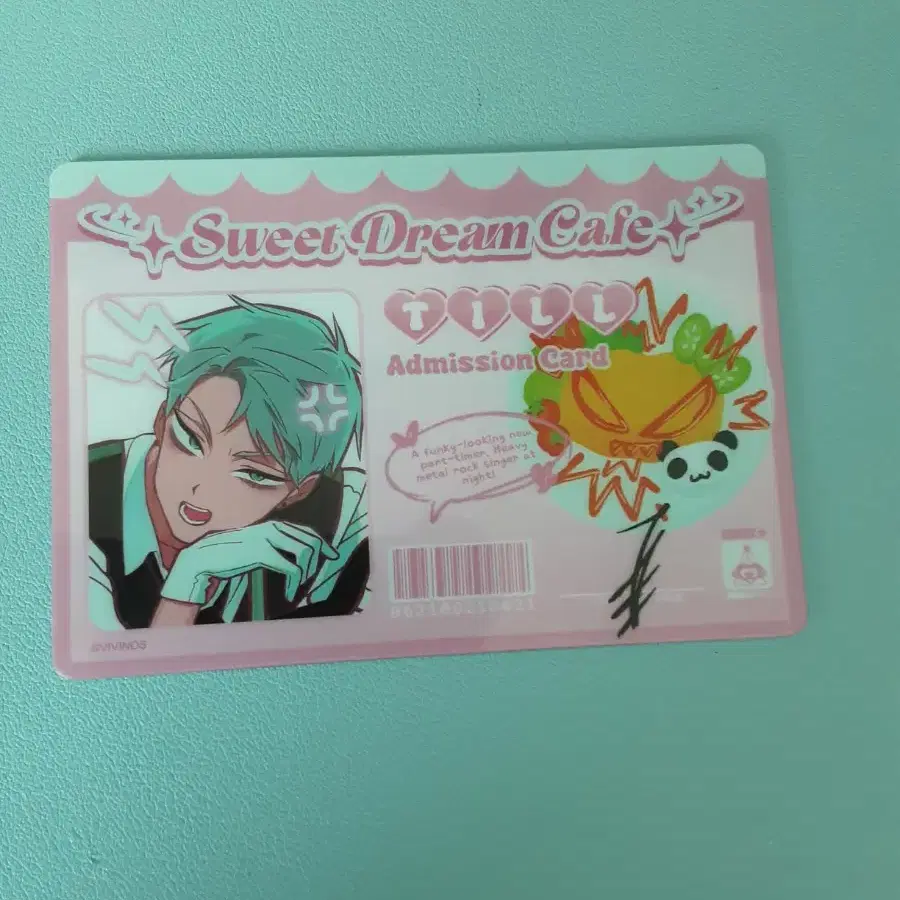 Sweet Dream Cafe
TILL
Admission Card
A funky-looking new
part-timer. Heavy
metal rock singer at
night!
©VIVINOS